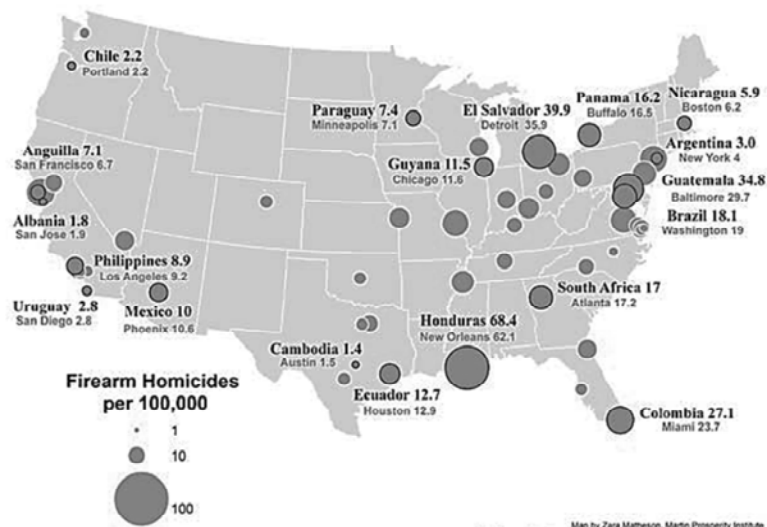 Chile 2.2
Portland 2.2
Paraguay 7.4
Minneapolis 7.1
El Salvador 39.9
Detroit 35.9
Panama 16.2
Buffalo 16.5
Nicaragua 5.9
Boston 6.2
Anguilla 7.1
San Francisco 6.7
Guyana 11.5
Chicago 11.6
Argentina 3.0
New York 4
Guatemala 34.8
Baltimore 29.7
Albania 1.8
San Jose 1.9
Brazil 18.1
Washington 19
Philippines 8.9
Los Angeles 9.2
Uruguay 2.8
San Diego 2.8
Mexico 10
Phoenix 10.6
South Africa 17
Atlanta 17.2
Honduras 68.4
New Orleans 62.1
Cambodia 1.4
Austin 1.5
Ecuador 12.7
Houston 12.9
Colombia 27.1
Miami 23.7
Firearm Homicides
per 100,000
1
10
100
Map by Zara Matheson, Martin Prosperity Institute